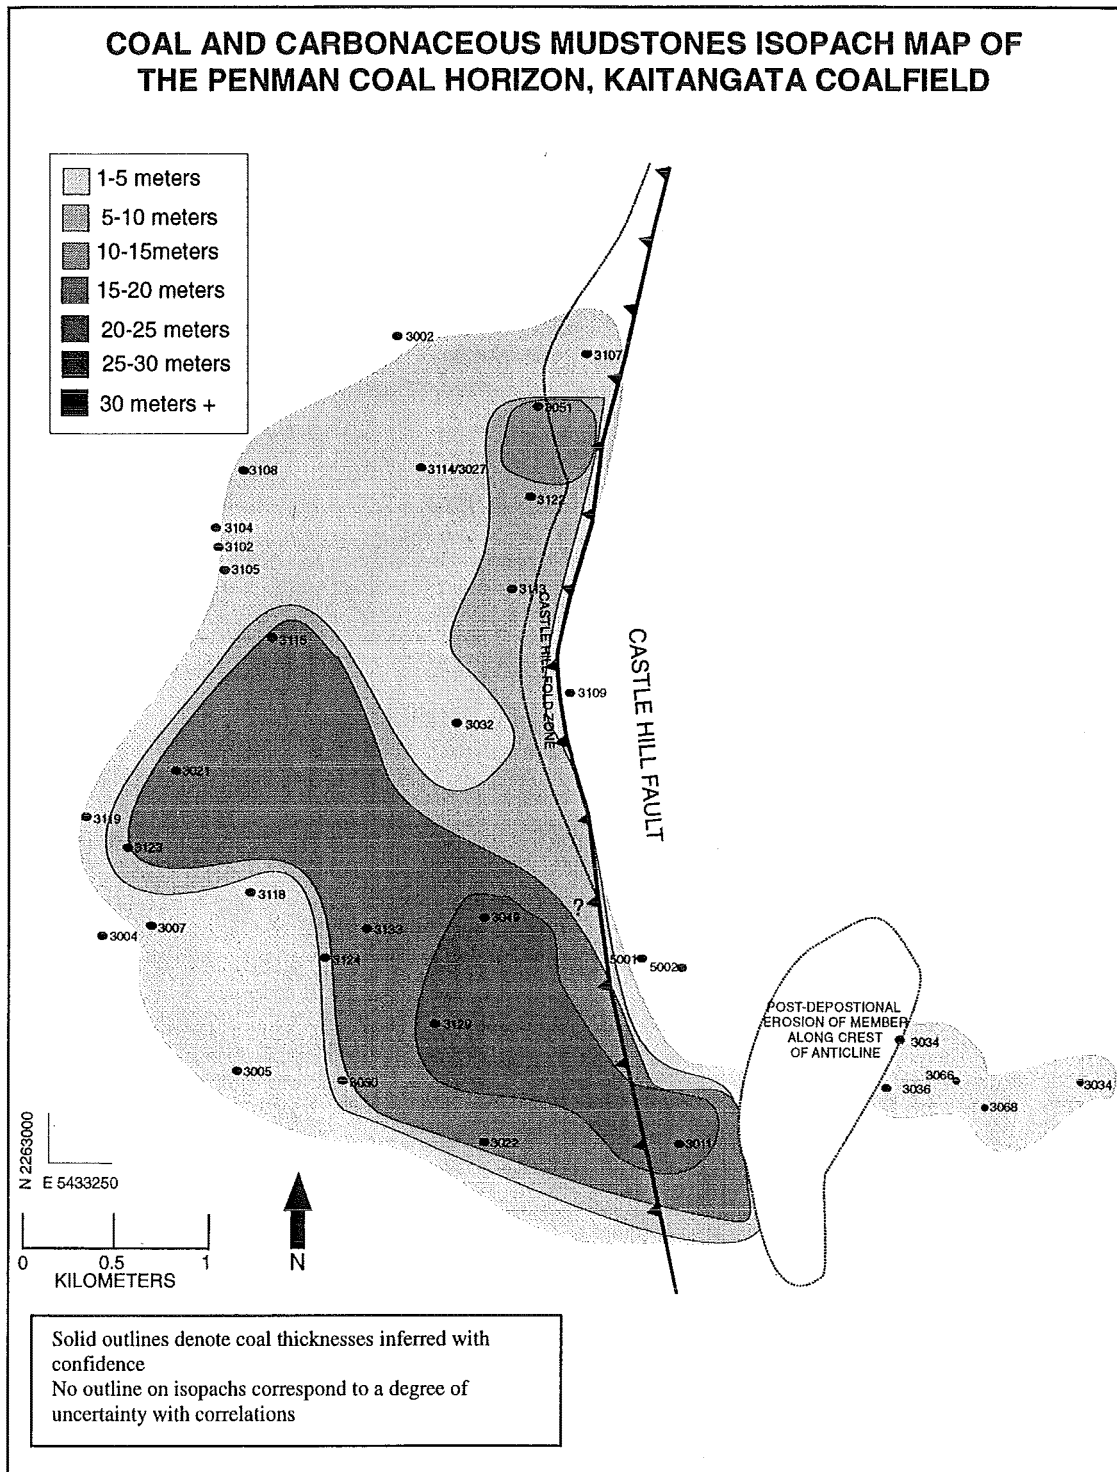 COAL AND CARBONACEOUS MUDSTONES ISOPACH MAP OF
THE PENMAN COAL HORIZON, KAITANGATA COALFIELD
1-5 meters
5-10 meters
10-15meters
15-20 meters
20-25 meters
25-30 meters
30 meters +
3002
3107
3051
3108
3114/3027
3122
3104
3102
3105
3113
CASTLE HILL FOLD ZONE
CASTLE HILL FAULT
3115
3109
3032
3021
3119
3123
3118
?
3049
3007
3133
3004
3124
5001
5002
POST-DEPOSTIONAL
EROSION OF MEMBER
ALONG CREST
OF ANTICLINE
3129
3034
3005
3030
3066
3036
3034
3068
3022
3011
N 2263000
E 5433250
0 0.5 1
KILOMETERS
N
Solid outlines denote coal thicknesses inferred with
confidence
No outline on isopachs correspond to a degree of
uncertainty with correlations